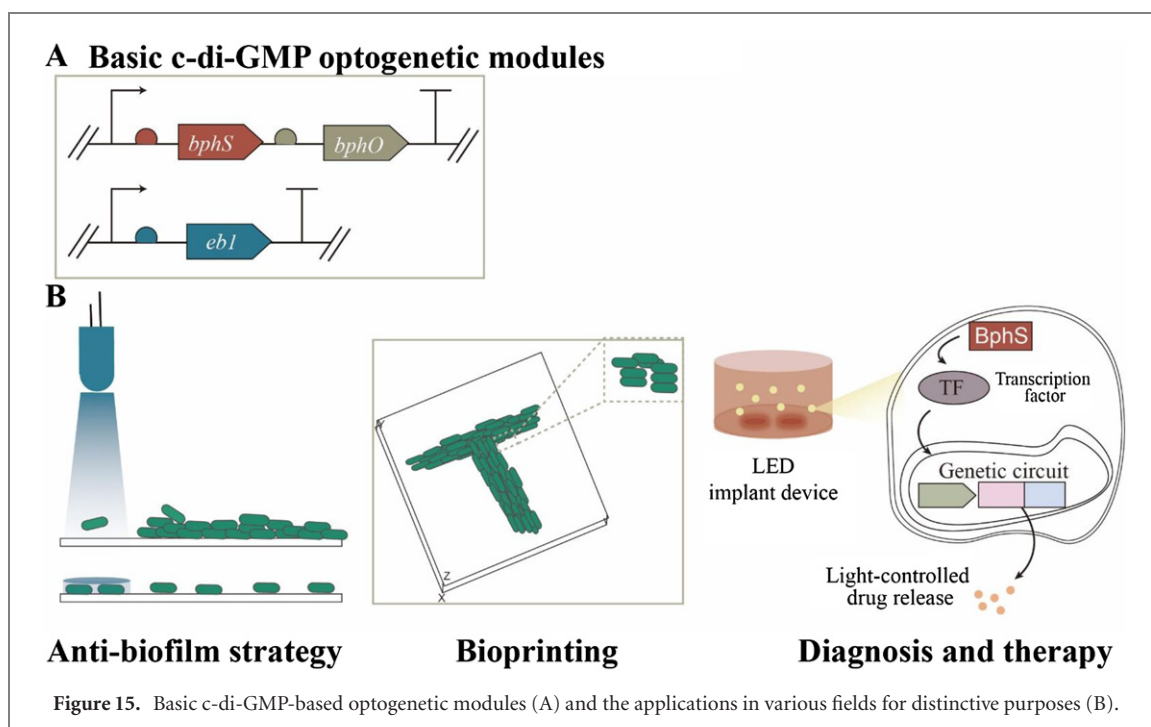 A Basic c-di-GMP optogenetic modules
bphS
bphO
eb1
B
BphS
TF
Transcription
factor
Genetic circuit
LED
implant device
Z
X
Light-controlled
drug release
Anti-biofilm strategy
Bioprinting
Diagnosis and therapy
Figure 15. Basic c-di-GMP-based optogenetic modules (A) and the applications in various fields for distinctive purposes (B).